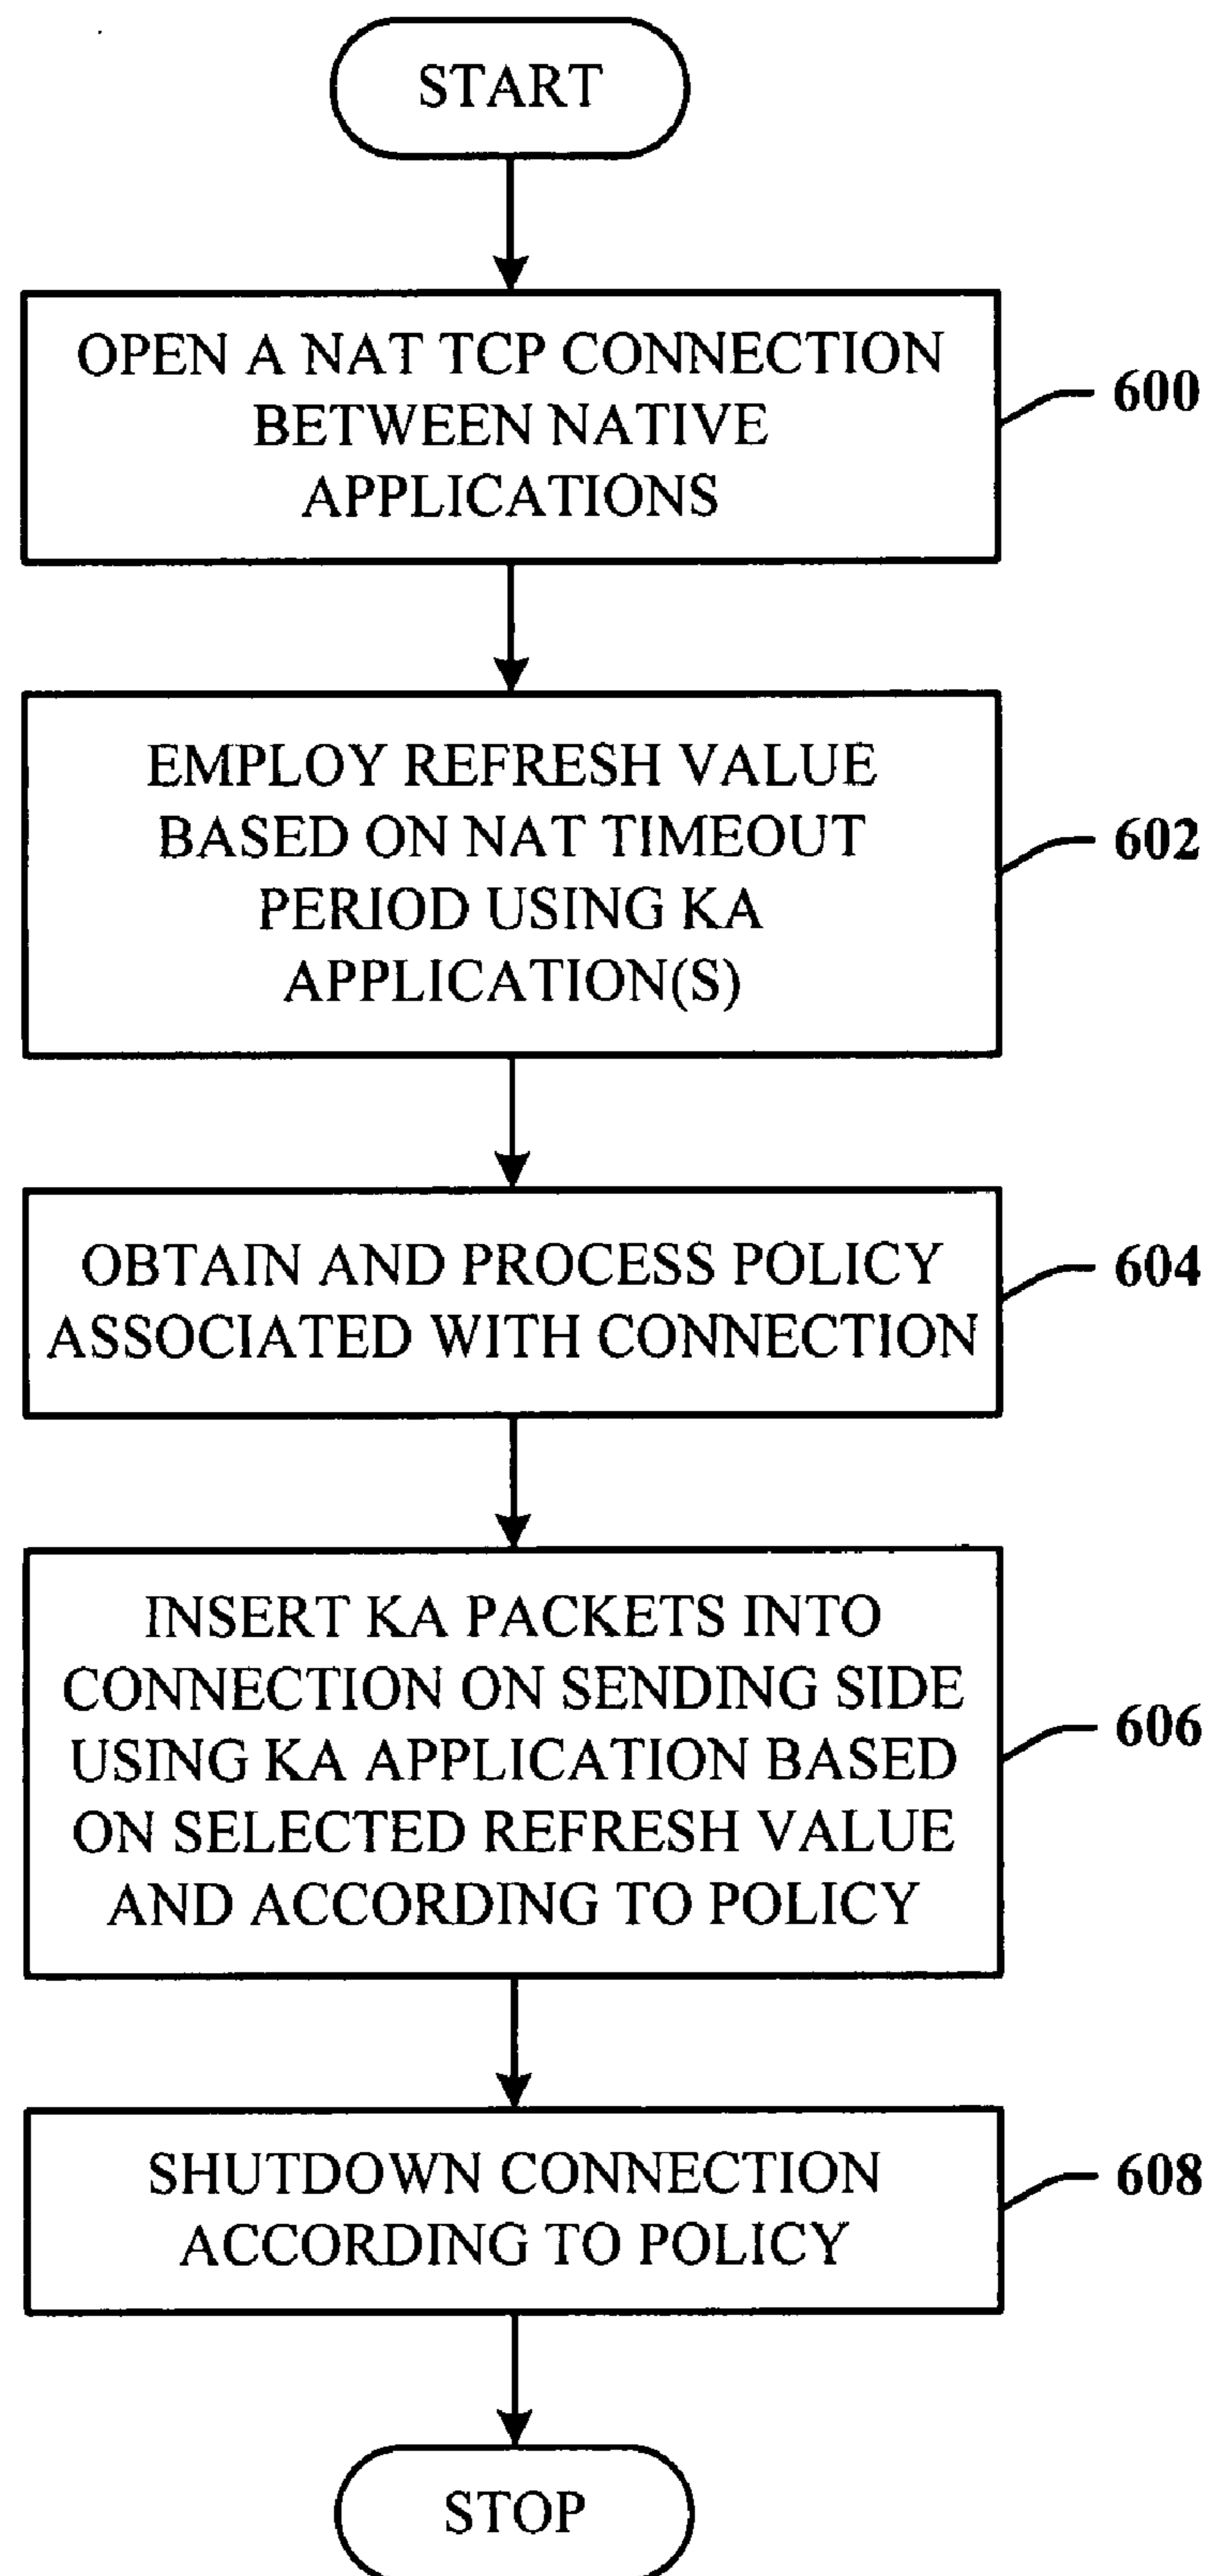 START
OPEN A NAT TCP CONNECTION
BETWEEN NATIVE
APPLICATIONS
600
EMPLOY REFRESH VALUE
BASED ON NAT TIMEOUT
PERIOD USING KA
APPLICATION(S)
602
OBTAIN AND PROCESS POLICY
ASSOCIATED WITH CONNECTION
604
INSERT KA PACKETS INTO
CONNECTION ON SENDING SIDE
USING KA APPLICATION BASED
ON SELECTED REFRESH VALUE
AND ACCORDING TO POLICY
606
SHUTDOWN CONNECTION
ACCORDING TO POLICY
608
STOP